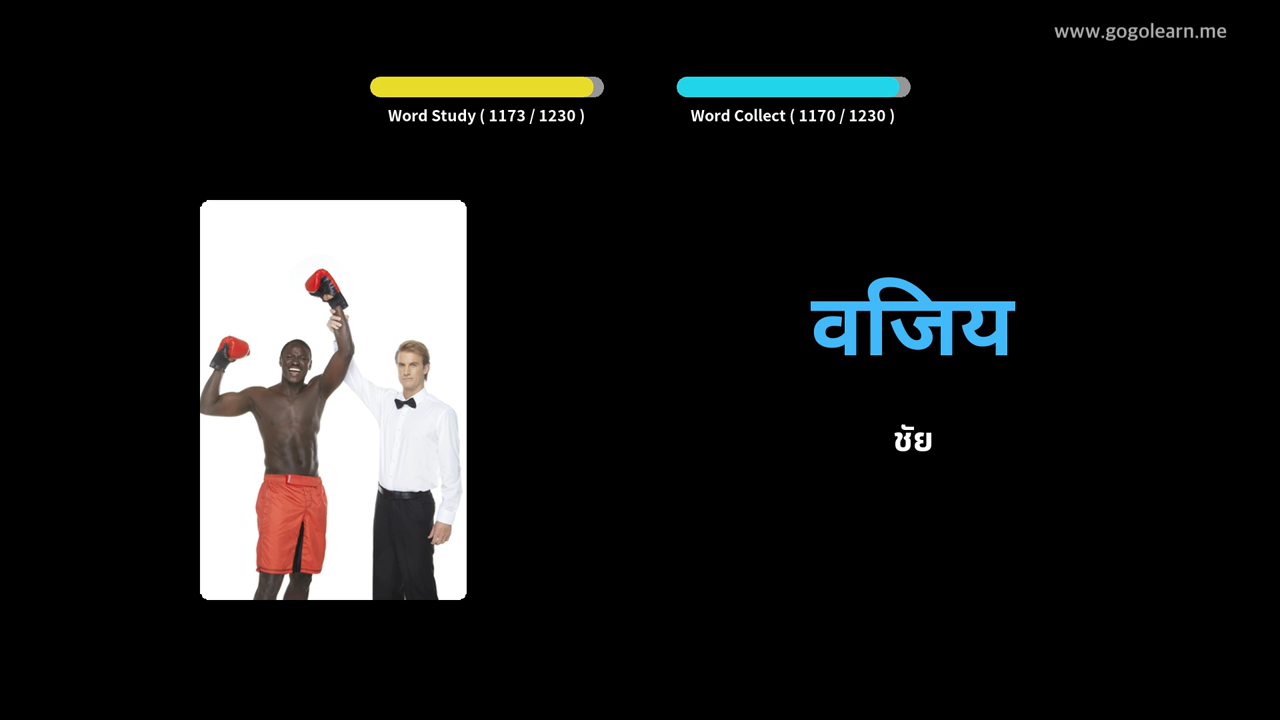 www.gogolearn.me
Word Study ( 1173 / 1230 )
Word Collect ( 1170 / 1230 )
वजिय
ชัย